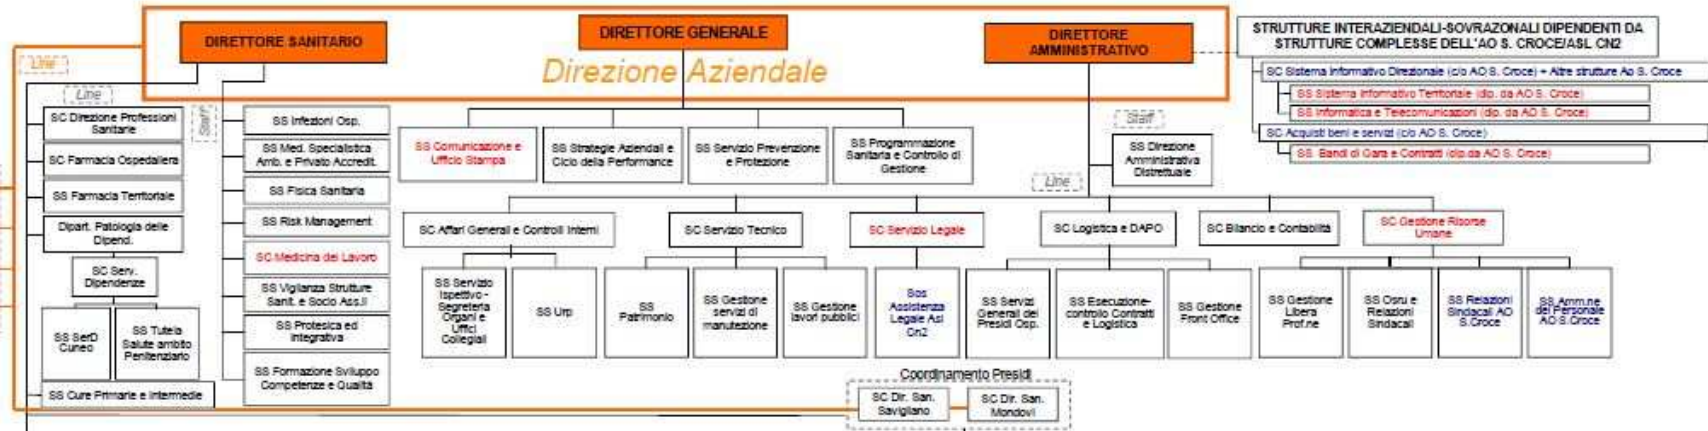 DIRETTORE SANITARIO
DIRETTORE GENERALE
DIRETTORE
AMMINISTRATIVO
Direzione Aziendale
STRUTTURE INTERAZIENDALI-SOVRAZONALI DIPENDENTI DA
STRUTTURE COMPLESSE DELL'AO S. CROCE/ASL CN2
SC Sistema Informativo Direzionale (c/o AO S. Croce) + Altre strutture Ao S. Croce
SS Sistema Informativo Territoriale (dip. da AO S. Croce)
SS Informatica e Telecomunicazioni (dip. da AO S. Croce)
SC Acquisti beni e servizi (c/o AO S. Croce)
SS Bandi di Gara e Contratti (dip.da AO S. Croce)
Line
Line
SC Direzione Professioni
Sanitarie
SC Farmacia Ospedaliera
SS Farmacia Territoriale
Dipart. Patologia delle
Dipend.
SC Serv.
Dipendenze
SS SerD
Cuneo
SS Tutela
Salute ambito
Penitenziario
SS Cure Primarie e Intermedie
Staff
SS Infezioni Osp.
SS Med. Specialistica
Amb. e Privato Accredit.
SS Fisica Sanitaria
SS Risk Management
SC Medicina del Lavoro
SS Vigilanza Strutture
Sanit. e Socio Ass.li
SS Protesica ed
Integrativa
SS Formazione Sviluppo
Competenze e Qualità
SS Comunicazione e
Ufficio Stampa
SS Strategie Aziendali e
Ciclo della Performance
SS Servizio Prevenzione
e Protezione
SS Programmazione
Sanitaria e Controllo di
Gestione
Staff
SS Direzione
Amministrativa
Distrettuale
Line
SC Affari Generali e Controlli Interni
SC Servizio Tecnico
SC Servizio Legale
SC Logistica e DAPO
SC Bilancio e Contabilità
SC Gestione Risorse
Umane
SS Servizio
Ispettivo -
Segreteria
Organi e
Uffici
Collegiali
SS Urp
SS
Patrimonio
SS Gestione
servizi di
manutezione
SS Gestione
lavori pubblici
Sos
Assistenza
Legale Asl
Cn2
SS Servizi
Generali dei
Presidi Osp.
SS Esecuzione-
controllo Contratti
e Logistica
SS Gestione
Front Office
SS Gestione
Libera
Prof.ne
SS Osru e
Relazioni
Sindacali
SS Relazioni
Sindacali AO
S.Croce
SS Amm.ne
del Personale
AO S.Croce
Coordinamento Presidi
SC Dir. San.
Savigliano
SC Dir. San.
Mondovì